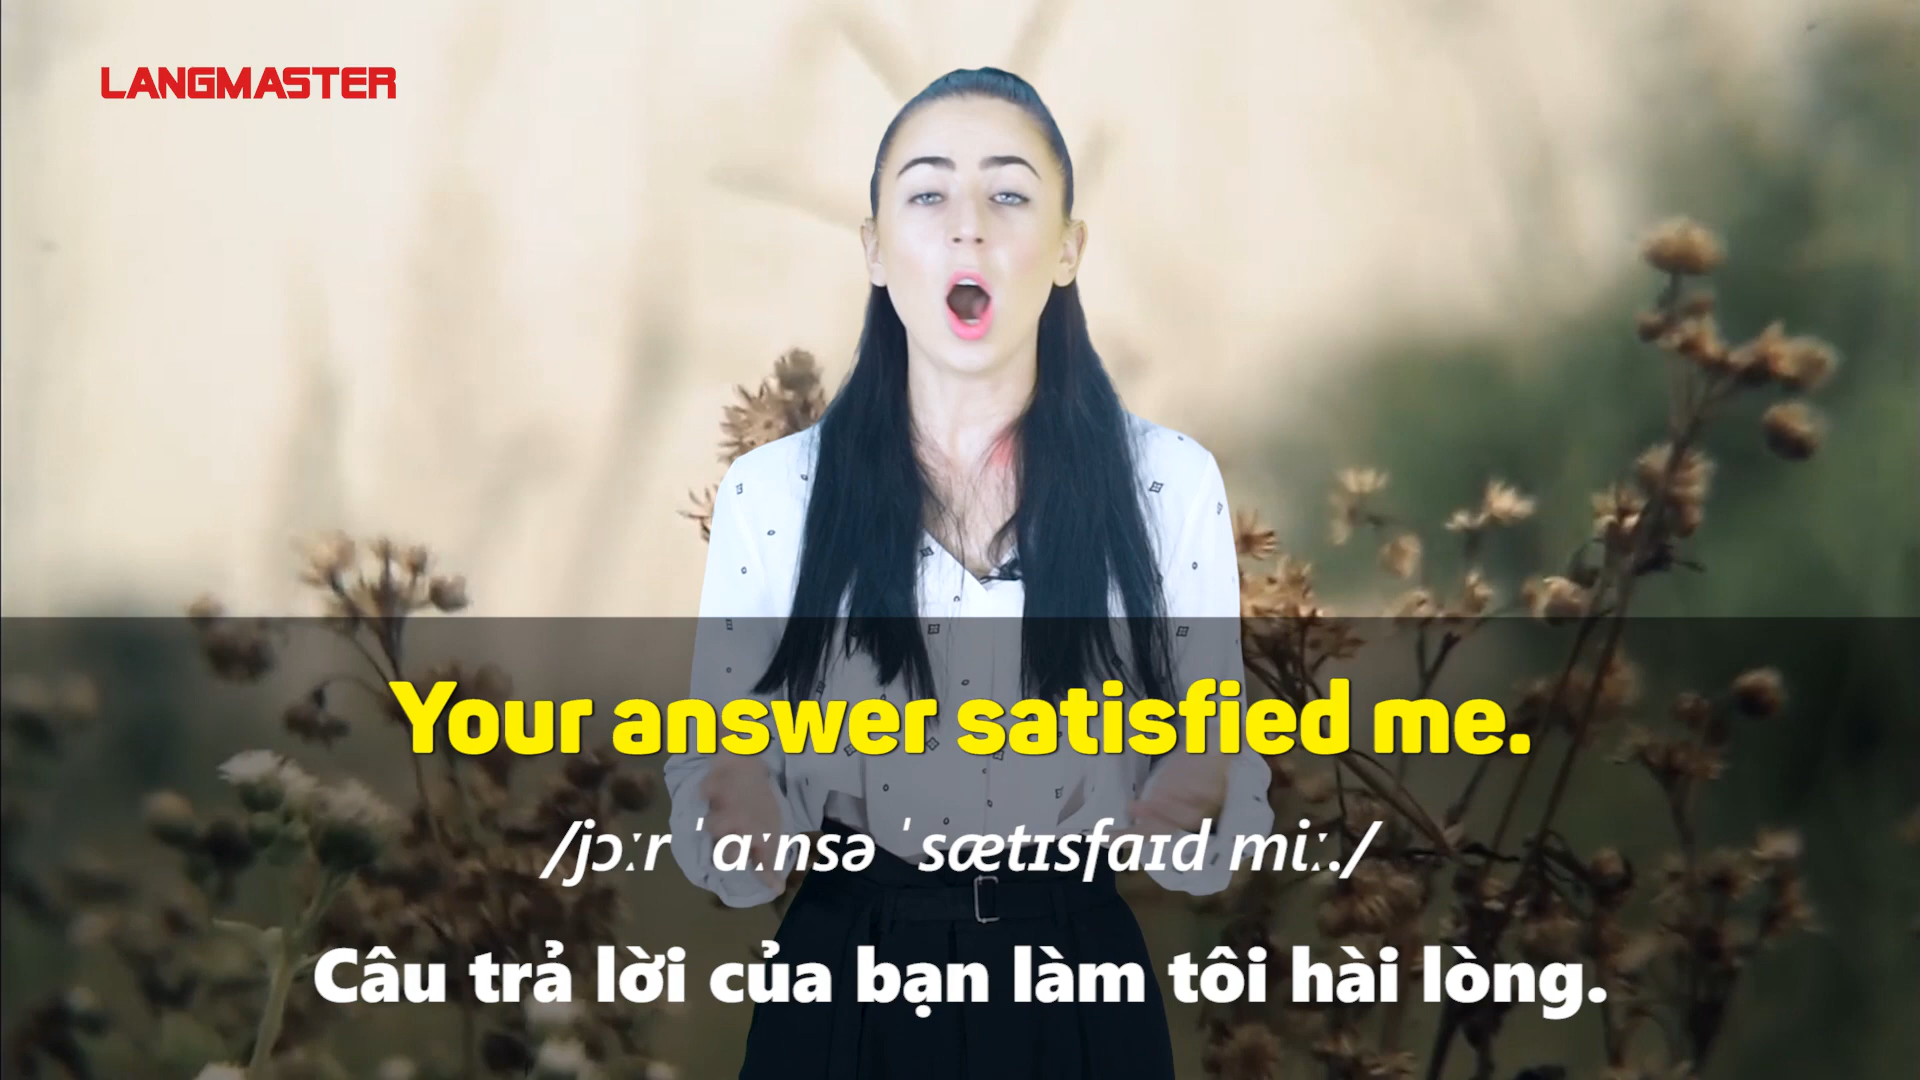 LANGMASTER
Your answer satisfied me.
/jɔːr ˈɑːnsə ˈsætɪsfaɪd miː./
Câu trả lời của bạn làm tôi hài lòng.